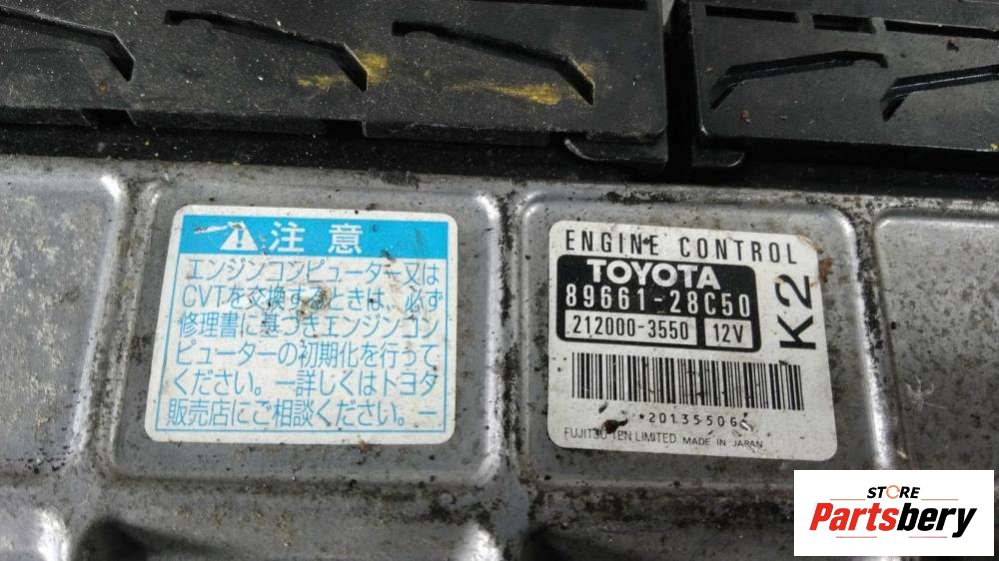 注意
エンジンコンピューター又は
CVTを交換するときは、必ず
修理書に基づきエンジンコン
ピューターの初期化を行って
ください。ー詳しくはトヨタ
販売店にご相談ください。ー
ENGINE CONTROL
TOYOTA
89661-28C50
212000-3550 12V
K2
*20135506
FUJITSU TEN LIMITED MADE IN JAPAN
STORE
Partsbery